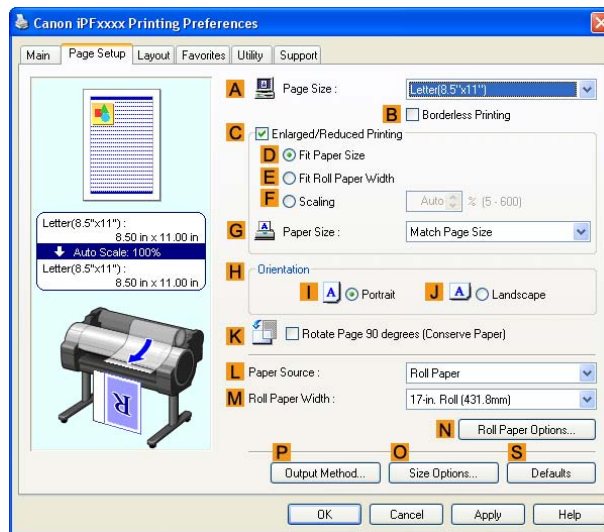 Canon iPFxxxx Printing Preferences
Main Page Setup Layout Favorites Utility Support
A Page Size : Letter(8.5"x11")
B Borderless Printing
C Enlarged/Reduced Printing
D Fit Paper Size
E Fit Roll Paper Width
F Scaling Auto % (5 - 600)
G Paper Size : Match Page Size
Letter(8.5"x11") :
8.50 in x 11.00 in
Auto Scale: 100%
Letter(8.5"x11") :
8.50 in x 11.00 in
H Orientation
I A Portrait J A Landscape
K Rotate Page 90 degrees (Conserve Paper)
L Paper Source : Roll Paper
M Roll Paper Width : 17-in. Roll (431.8mm)
N Roll Paper Options...
P O S
Output Method... Size Options... Defaults
R
OK Cancel Apply Help